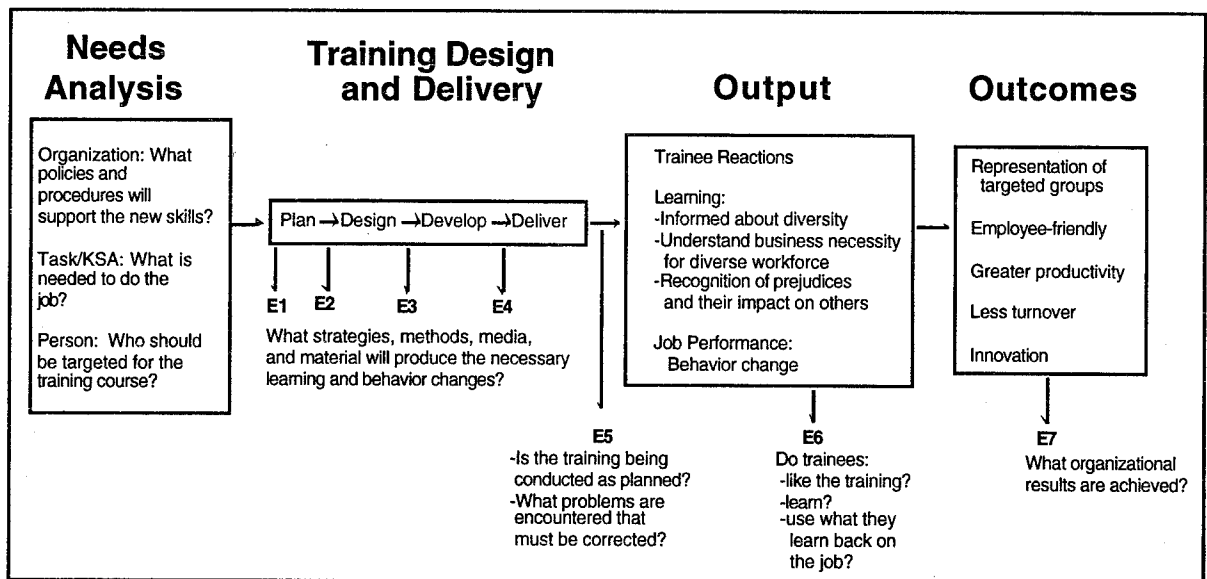 Needs
Analysis
Training Design
and Delivery
Output
Outcomes
Organization: What
policies and
procedures will
support the new skills?
Task/KSA: What is
needed to do the
job?
Person: Who should
be targeted for the
training course?
Plan → Design → Develop → Deliver
E1 E2 E3 E4
What strategies, methods, media,
and material will produce the necessary
learning and behavior changes?
E5
-Is the training being
conducted as planned?
-What problems are
encountered that
must be corrected?
Trainee Reactions
Learning:
-Informed about diversity
-Understand business necessity
for diverse workforce
-Recognition of prejudices
and their impact on others
Job Performance:
Behavior change
E6
Do trainees:
-like the training?
-learn?
-use what they
learn back on
the job?
Representation of
targeted groups
Employee-friendly
Greater productivity
Less turnover
Innovation
E7
What organizational
results are achieved?